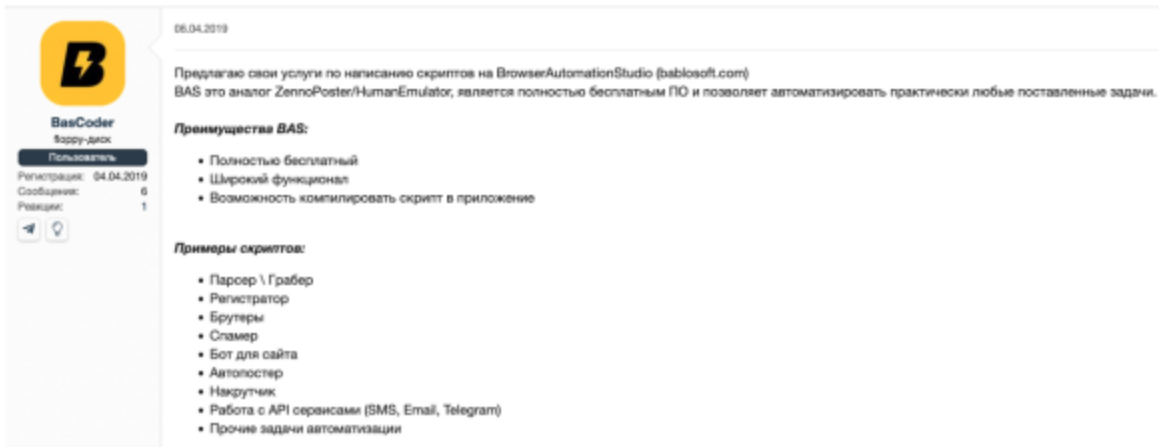 B
BasCoder
floppy-диск
Пользователь
Регистрация: 04.04.2019
Сообщения: 6
Реакции: 1
06.04.2019
Предлагаю свои услуги по написанию скриптов на BrowserAutomationStudio (bablosoft.com)
BAS это аналог ZennoPoster/HumanEmulator, является полностью бесплатным ПО и позволяет автоматизировать практически любые поставленные задачи.
Преимущества BAS:
• Полностью бесплатный
• Широкий функционал
• Возможность компилировать скрипт в приложение
Примеры скриптов:
• Парсер \ Грабер
• Регистратор
• Брутеры
• Спамер
• Бот для сайта
• Автопостер
• Накрутчик
• Работа с API сервисами (SMS, Email, Telegram)
• Прочие задачи автоматизации